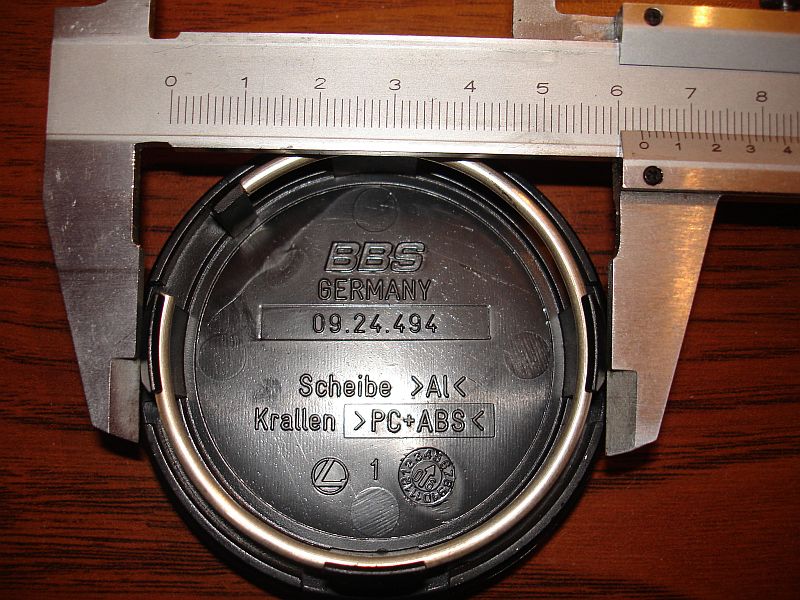 0 1 2 3 4 5 6 7 8
0 1 2 3 4
BBS
GERMANY
09.24.494
Scheibe >Al<
Krallen >PC+ABS<
1